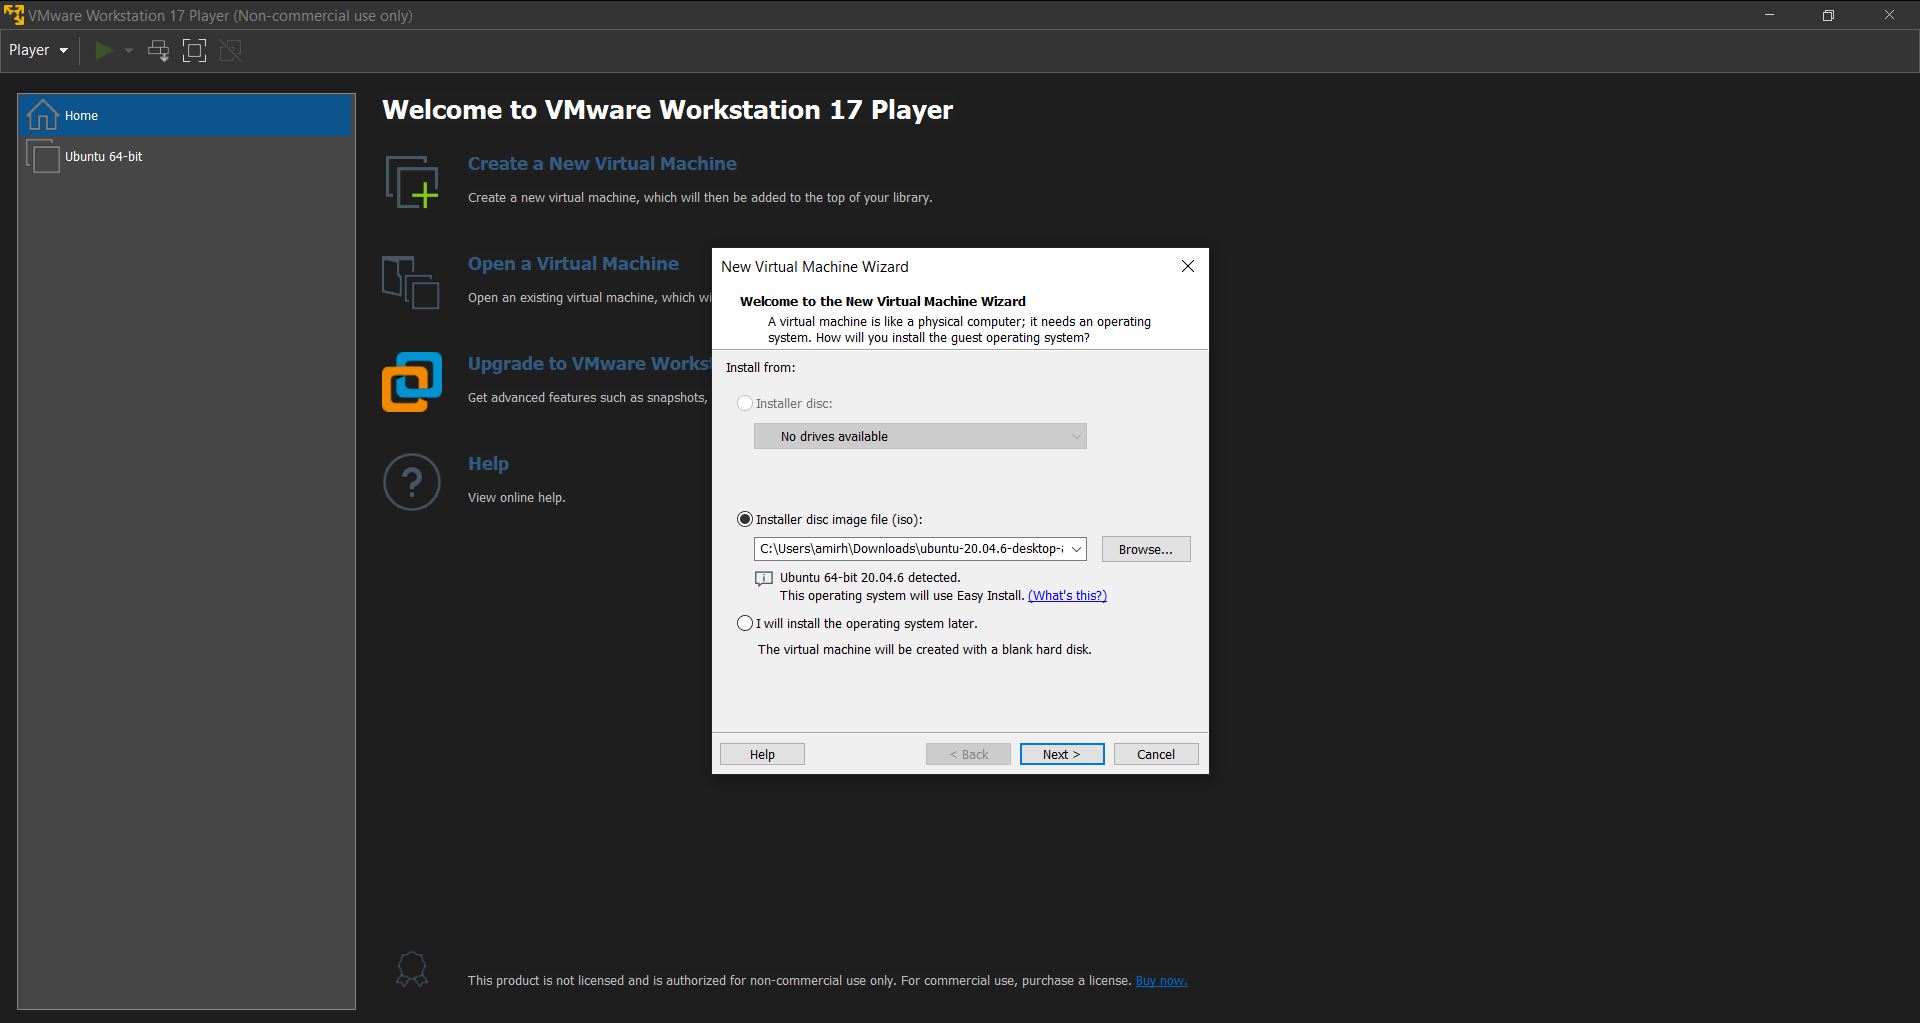 VMware Workstation 17 Player (Non-commercial use only)
Player
Home
Ubuntu 64-bit
Welcome to VMware Workstation 17 Player
Create a New Virtual Machine
Create a new virtual machine, which will then be added to the top of your library.
Open a Virtual Machine
Open an existing virtual machine, which wi
Upgrade to VMware Works
Get advanced features such as snapshots,
Help
View online help.
New Virtual Machine Wizard
Welcome to the New Virtual Machine Wizard
A virtual machine is like a physical computer; it needs an operating
system. How will you install the guest operating system?
Install from:
Installer disc:
No drives available
Installer disc image file (iso):
C:\Users\amirh\Downloads\ubuntu-20.04.6-desktop-
Browse...
Ubuntu 64-bit 20.04.6 detected.
This operating system will use Easy Install. (What's this?)
I will install the operating system later.
The virtual machine will be created with a blank hard disk.
Help
< Back
Next >
Cancel
This product is not licensed and is authorized for non-commercial use only. For commercial use, purchase a license. Buy now.